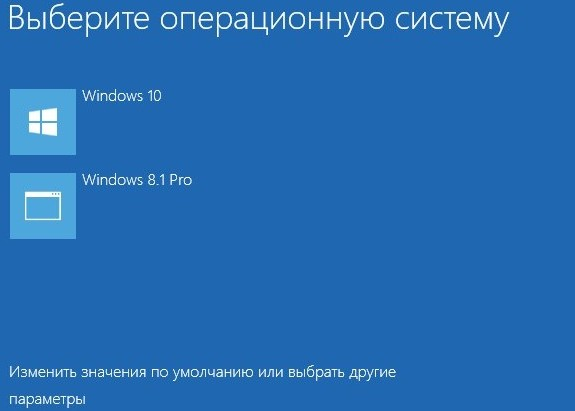 Выберите операционную систему
Windows 10
Windows 8.1 Pro
Изменить значения по умолчанию или выбрать другие
параметры